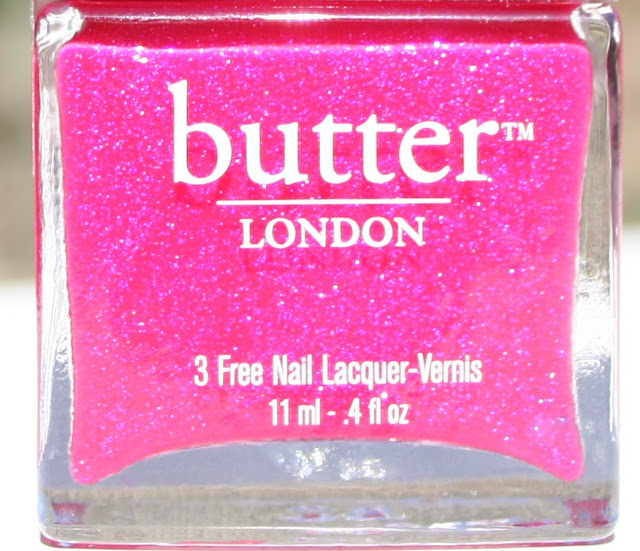 butter™
LONDON
3 Free Nail Lacquer-Vernis
11 ml - .4 fl oz